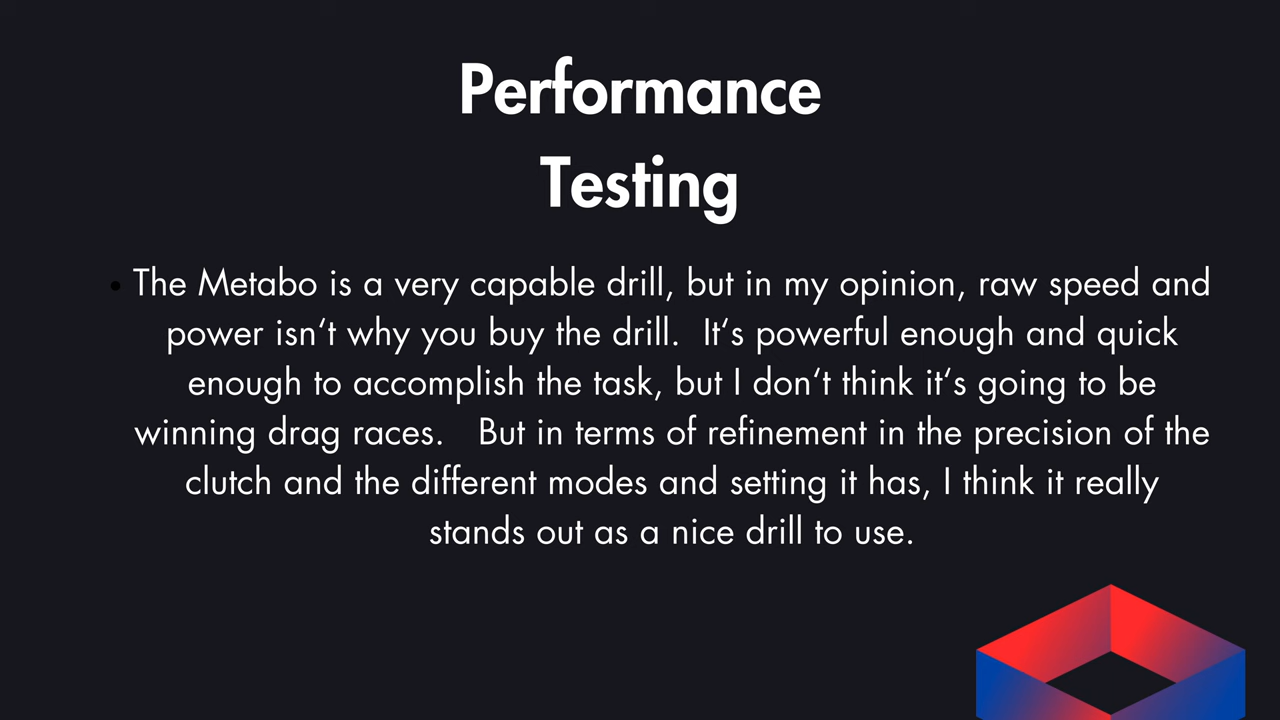 Performance
Testing
• The Metabo is a very capable drill, but in my opinion, raw speed and
power isn‘t why you buy the drill.  It‘s powerful enough and quick
enough to accomplish the task, but I don‘t think it‘s going to be
winning drag races.   But in terms of refinement in the precision of the
clutch and the different modes and setting it has, I think it really
stands out as a nice drill to use.